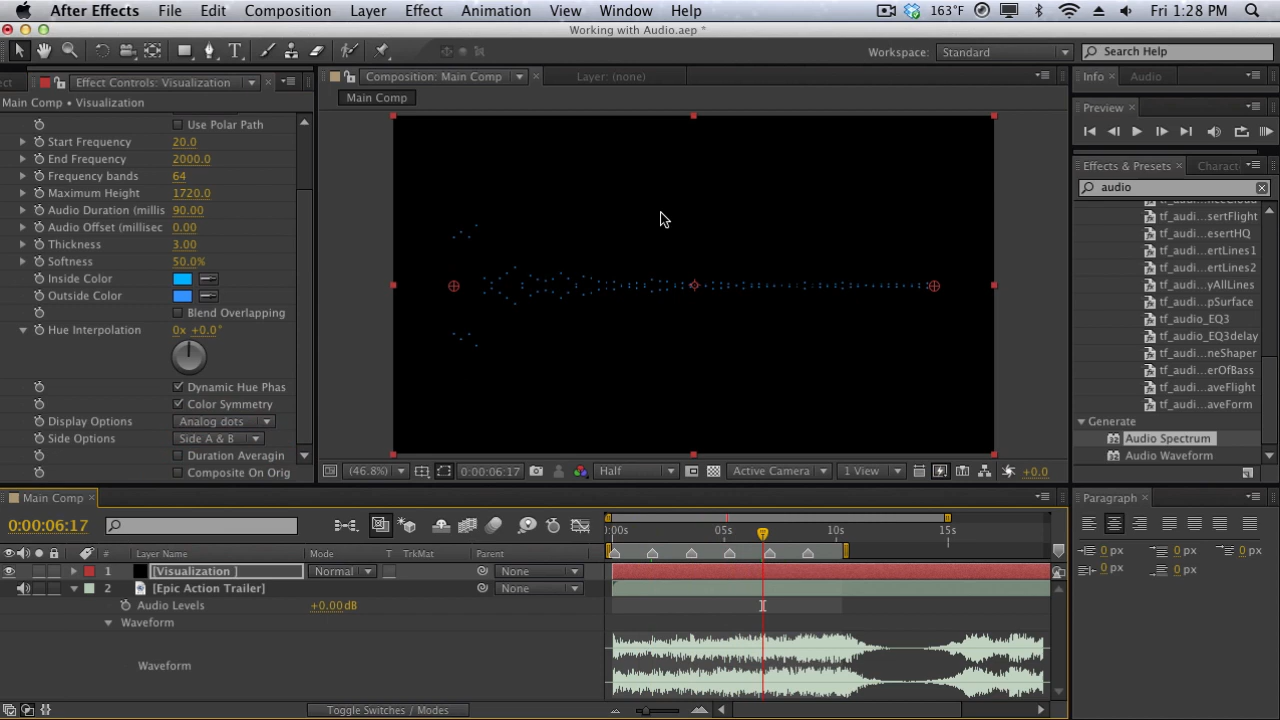 After Effects File Edit Composition Layer Effect Animation View Window Help 163°F Fri 1:28 PM
Working with Audio.aep *
Workspace: Standard Search Help
Effect Controls: Visualization Composition: Main Comp Layer: (none) Info Audio
Main Comp • Visualization Main Comp
Preview
Use Polar Path
Start Frequency 20.0
End Frequency 2000.0
Frequency bands 64
Maximum Height 1720.0
Audio Duration (millis 90.00
Audio Offset (millisec 0.00
Thickness 3.00
Softness 50.0%
Inside Color
Outside Color
Blend Overlapping
Hue Interpolation 0x +0.0°
Dynamic Hue Phas
Color Symmetry
Display Options Analog dots
Side Options Side A & B
Duration Averagin
Composite On Orig
Effects & Presets Charact
audio
tf_audi...sertFlight
tf_audi...esertHQ
tf_audi...ertLines1
tf_audi...ertLines2
tf_audi...yAllLines
tf_audi...pSurface
tf_audio_EQ3
tf_audio_EQ3delay
tf_audi...neShaper
tf_audi...erOfBass
tf_audi...aveFlight
tf_audi...aveForm
Generate
Audio Spectrum
Audio Waveform
(46.8%) 0:00:06:17 Half Active Camera 1 View +0.0
Main Comp
0:00:06:17
:00s 05s 10s 15s
# Layer Name Mode T TrkMat Parent
1 [Visualization ] Normal None
2 [Epic Action Trailer] None
Audio Levels +0.00dB
Waveform
Waveform
Toggle Switches / Modes
Paragraph
0 px 0 px 0 px
0 px 0 px